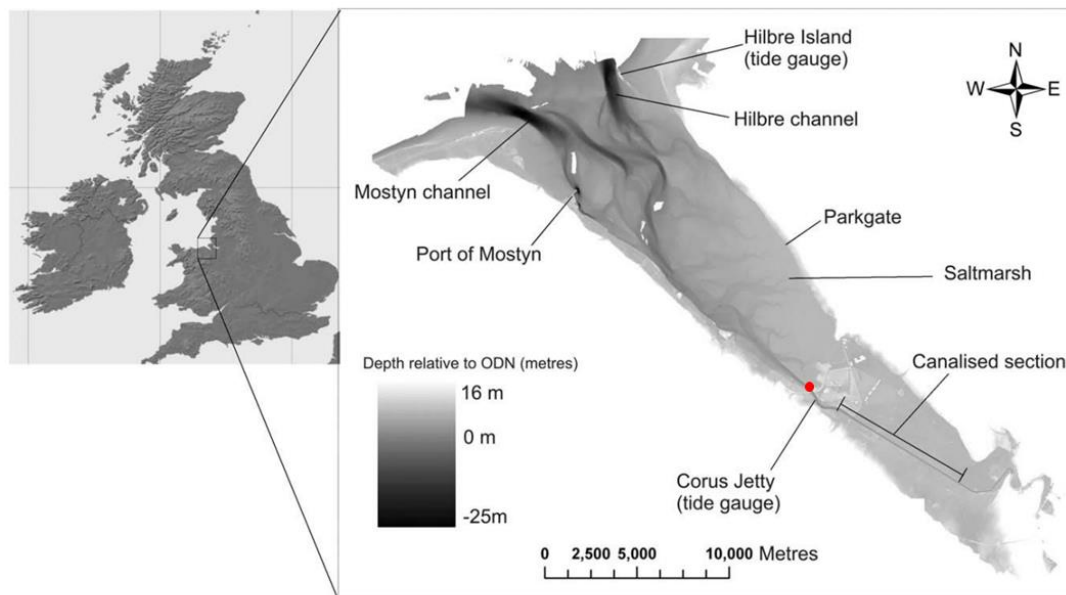 Hilbre Island
(tide gauge)
N
W
E
S
Hilbre channel
Mostyn channel
Port of Mostyn
Parkgate
Saltmarsh
Depth relative to ODN (metres)
16 m
0 m
-25m
Canalised section
Corus Jetty
(tide gauge)
0 2,500 5,000 10,000 Metres